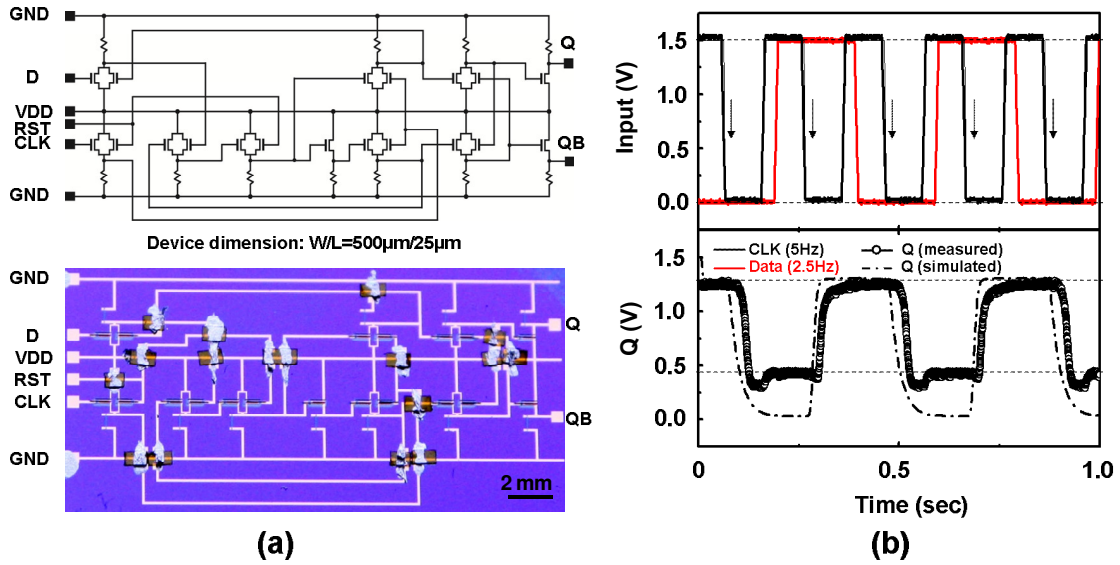 GND
Q
D
VDD
RST
CLK
QB
GND
Device dimension: W/L=500μm/25μm
GND
D
Q
VDD
RST
CLK
QB
GND
2 mm
(a)
Input (V)
1.5
1.0
0.5
0.0
CLK (5Hz)
Q (measured)
Data (2.5Hz)
Q (simulated)
Q (V)
1.5
1.0
0.5
0.0
0
0.5
1.0
Time (sec)
(b)